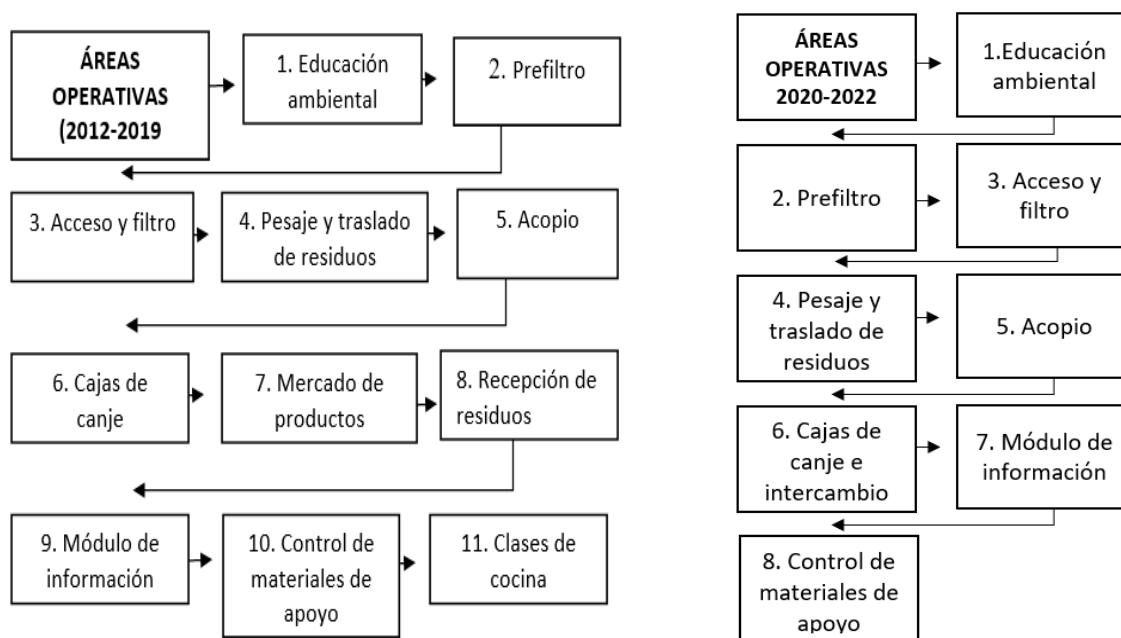 ÁREAS
OPERATIVAS
(2012-2019
1. Educación
ambiental
2. Prefiltro
3. Acceso y filtro
4. Pesaje y traslado
de residuos
5. Acopio
6. Cajas de
canje
7. Mercado de
productos
8. Recepción de
residuos
9. Módulo de
información
10. Control de
materiales de
apoyo
11. Clases de
cocina
ÁREAS
OPERATIVAS
2020-2022
1.Educación
ambiental
2. Prefiltro
3. Acceso y
filtro
4. Pesaje y
traslado de
residuos
5. Acopio
6. Cajas de
canje e
intercambio
7. Módulo de
información
8. Control de
materiales de
apoyo